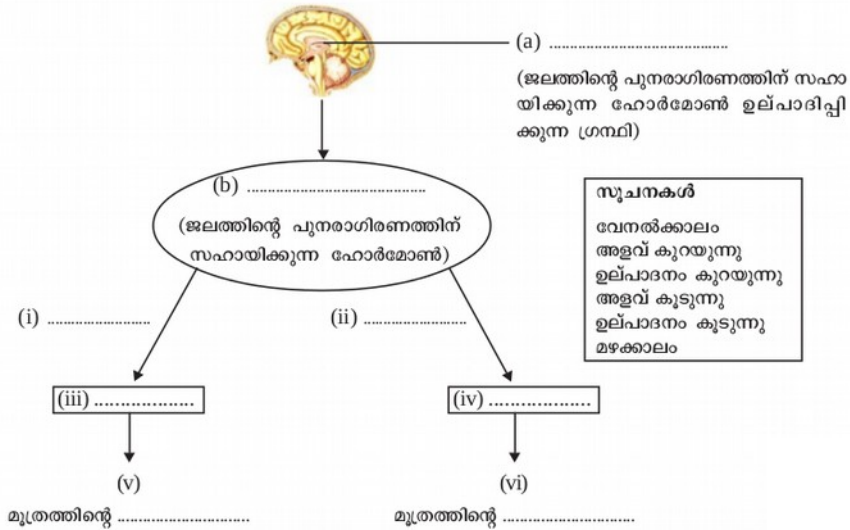 (a) ..............................................
(ജലത്തിന്റെ പുനരാഗിരണത്തിന് സഹാ
യിക്കുന്ന ഹോർമോൺ ഉല്പാദിപ്പി
ക്കുന്ന ഗ്രന്ഥി)
(b) ..............................................
(ജലത്തിന്റെ പുനരാഗിരണത്തിന്
സഹായിക്കുന്ന ഹോർമോൺ)
സൂചനകൾ
വേനൽക്കാലം
അളവ് കുറയുന്നു
ഉല്പാദനം കുറയുന്നു
അളവ് കൂടുന്നു
ഉല്പാദനം കൂടുന്നു
മഴക്കാലം
(i) ..........................
(ii) ..........................
(iii) ...................
(iv) ...................
(v)
മൂത്രത്തിന്റെ ..................................
(vi)
മൂത്രത്തിന്റെ ..................................